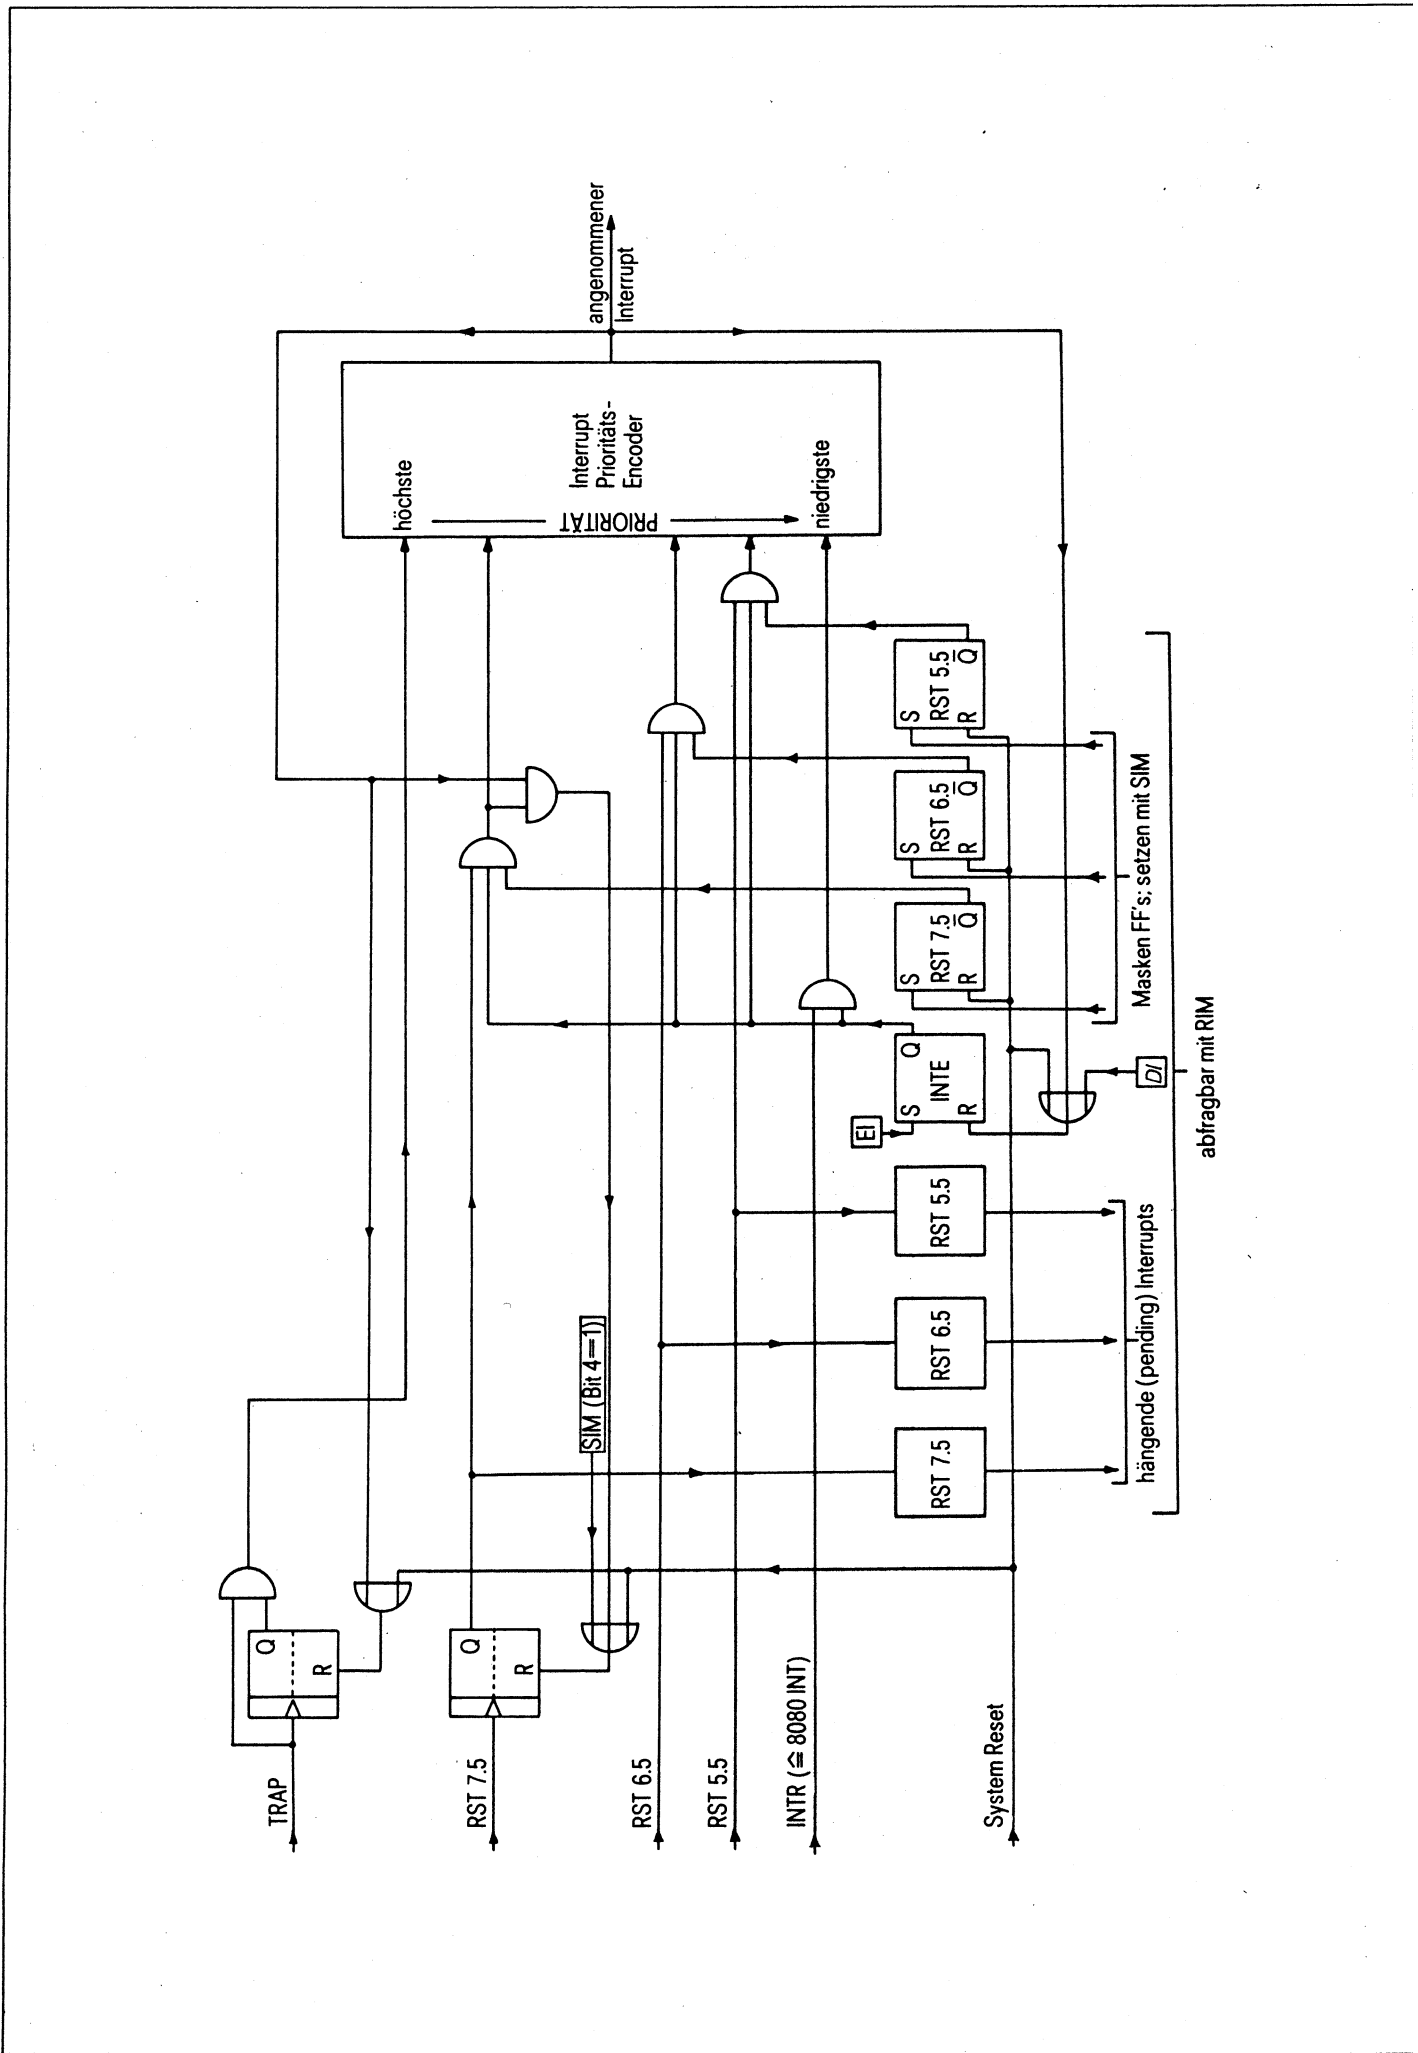 TRAP
RST 7.5
RST 6.5
RST 5.5
INTR (≙ 8080 INT)
System Reset
Q
R
Q
R
SIM (Bit 4=1)
höchste
PRIORITÄT
niedrigste
Interrupt
Prioritäts-
Encoder
angenommener
Interrupt
RST 7.5
RST 6.5
RST 5.5
EI
S
Q
INTE
R
DI
S
RST 7.5
R
Q̅
S
RST 6.5
R
Q̅
S
RST 5.5
R
Q̅
hängende (pending) Interrupts
Masken FF's; setzen mit SIM
abfragbar mit RIM